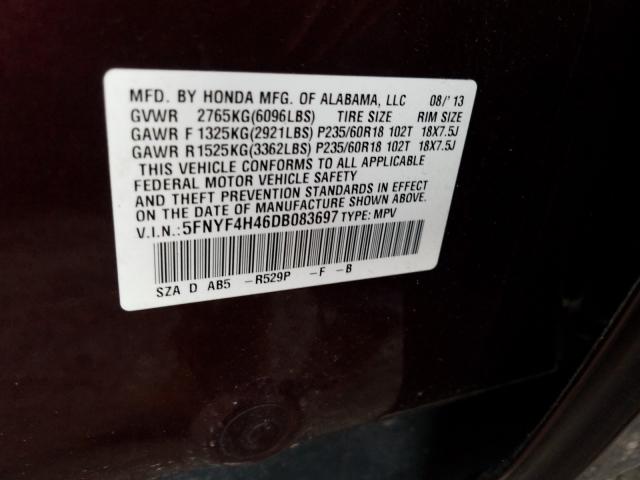 MFD. BY HONDA MFG. OF ALABAMA, LLC 08/'13
GVWR 2765KG(6096LBS) TIRE SIZE RIM SIZE
GAWR F 1325KG(2921LBS) P235/60R18 102T 18X7.5J
GAWR R1525KG(3362LBS) P235/60R18 102T 18X7.5J
THIS VEHICLE CONFORMS TO ALL APPLICABLE
FEDERAL MOTOR VEHICLE SAFETY
AND THEFT PREVENTION STANDARDS IN EFFECT
ON THE DATE OF MANUFACTURE SHOWN ABOVE.
V.I.N.:5FNYF4H46DB083697 TYPE: MPV
SZA D AB5 -R529P -F -B